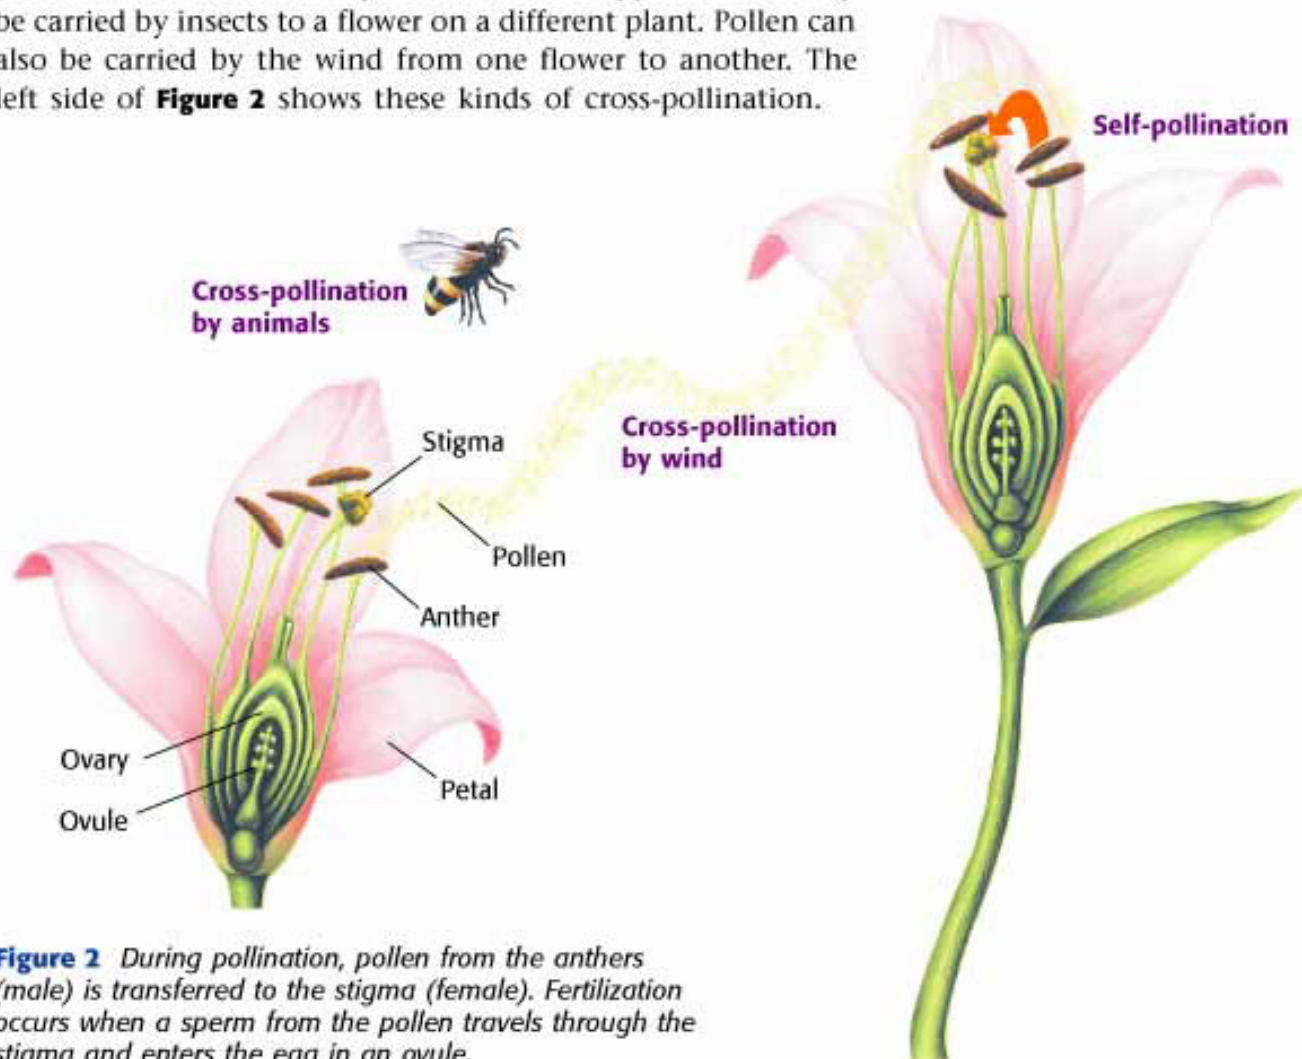 be carried by insects to a flower on a different plant. Pollen can
also be carried by the wind from one flower to another. The
left side of Figure 2 shows these kinds of cross-pollination.
Self-pollination
Cross-pollination
by animals
Cross-pollination
by wind
Stigma
Pollen
Anther
Ovary
Petal
Ovule
Figure 2 During pollination, pollen from the anthers
(male) is transferred to the stigma (female). Fertilization
occurs when a sperm from the pollen travels through the
stigma and enters the egg in an ovule.